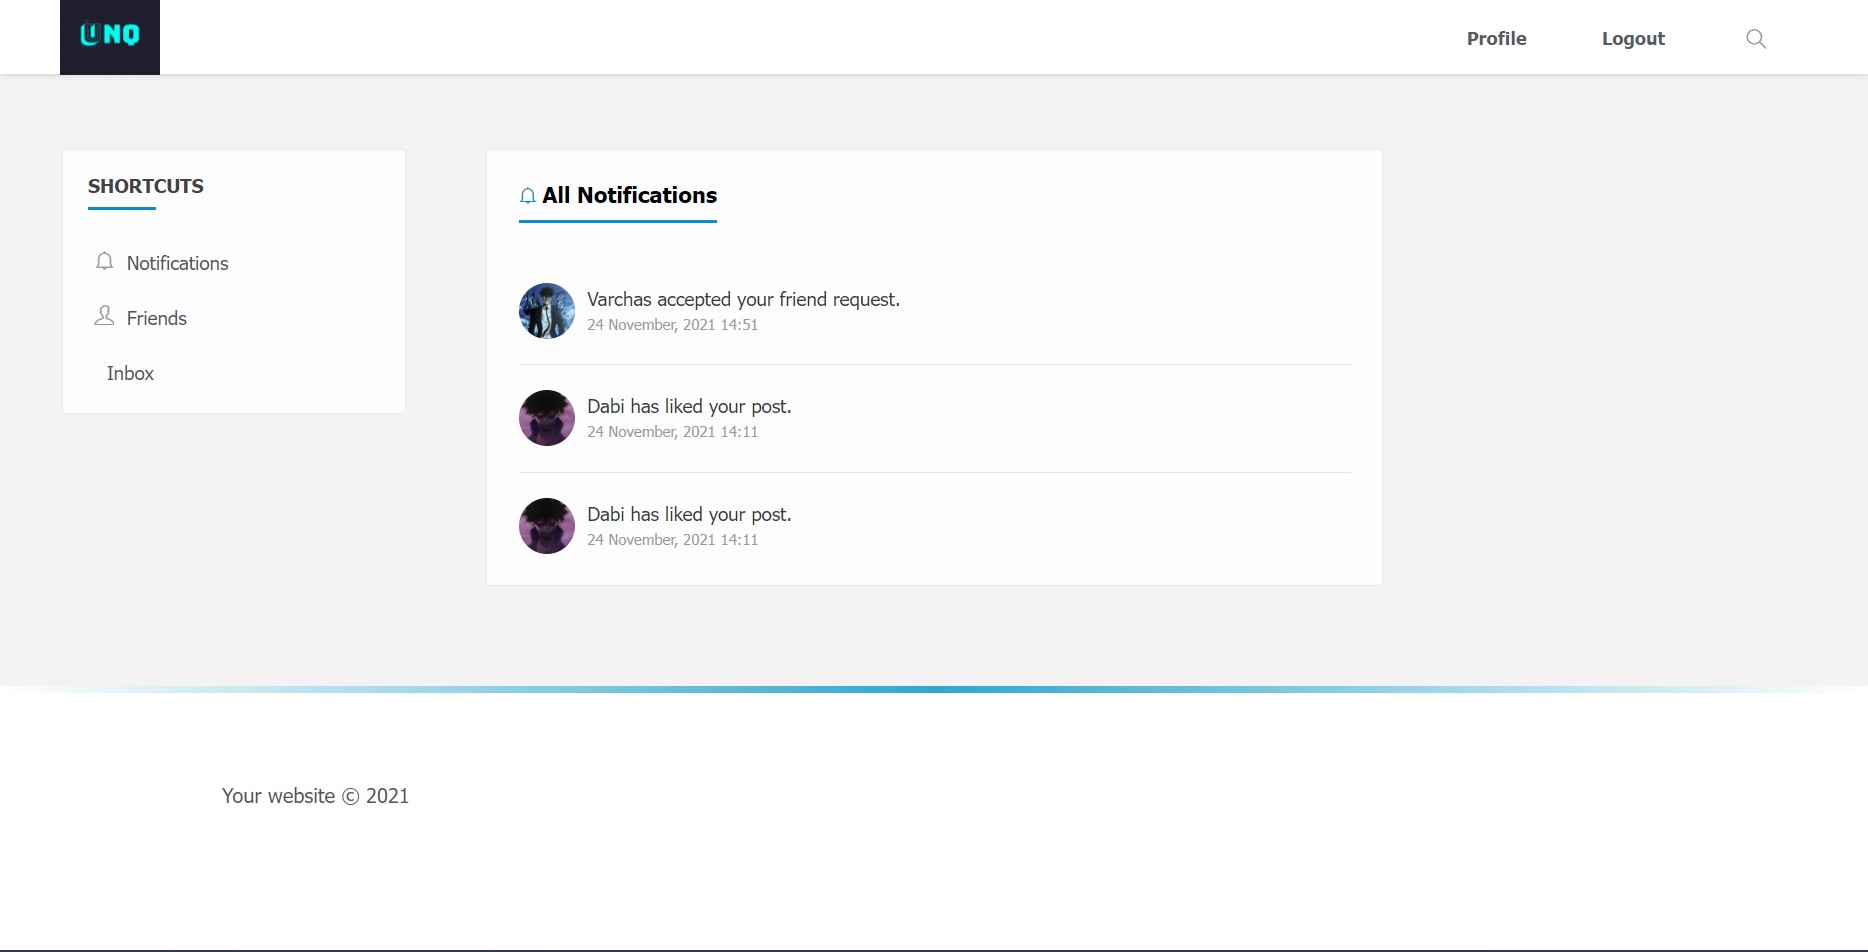 UNQ
Profile
Logout
SHORTCUTS
Notifications
Friends
Inbox
All Notifications
Varchas accepted your friend request.
24 November, 2021 14:51
Dabi has liked your post.
24 November, 2021 14:11
Dabi has liked your post.
24 November, 2021 14:11
Your website © 2021